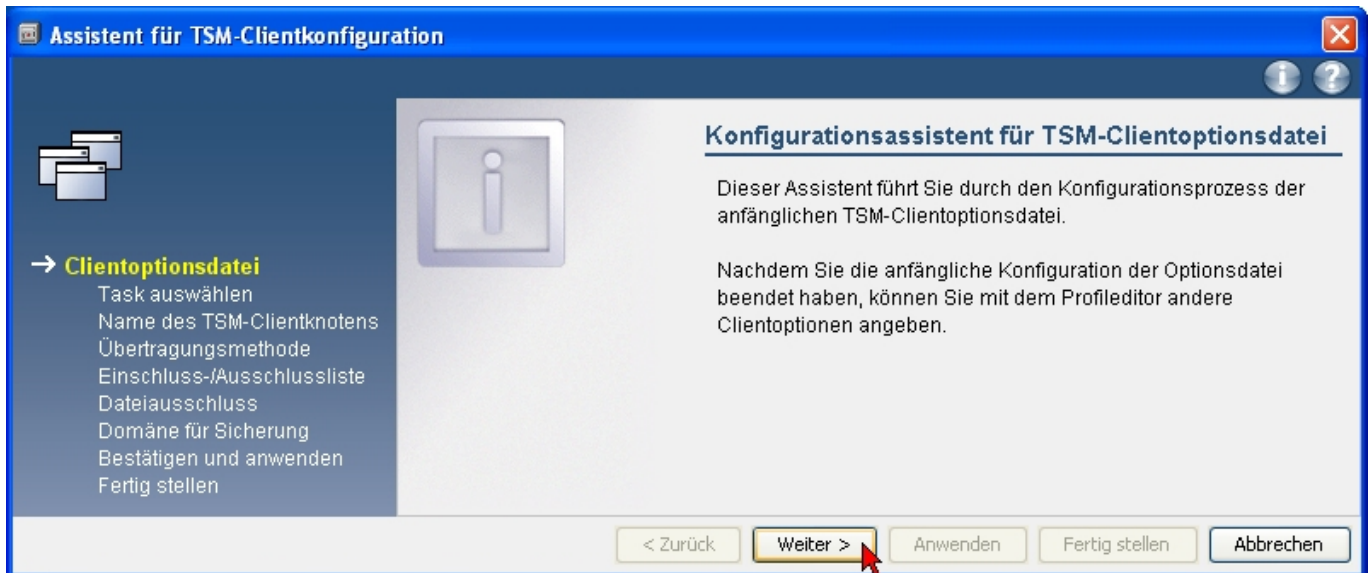 Assistent für TSM-Clientkonfiguration
Clientoptionsdatei
Task auswählen
Name des TSM-Clientknotens
Übertragungsmethode
Einschluss-/Ausschlussliste
Dateiausschluss
Domäne für Sicherung
Bestätigen und anwenden
Fertig stellen
Konfigurationsassistent für TSM-Clientoptionsdatei
Dieser Assistent führt Sie durch den Konfigurationsprozess der
anfänglichen TSM-Clientoptionsdatei.
Nachdem Sie die anfängliche Konfiguration der Optionsdatei
beendet haben, können Sie mit dem Profileditor andere
Clientoptionen angeben.
< Zurück
Weiter >
Anwenden
Fertig stellen
Abbrechen